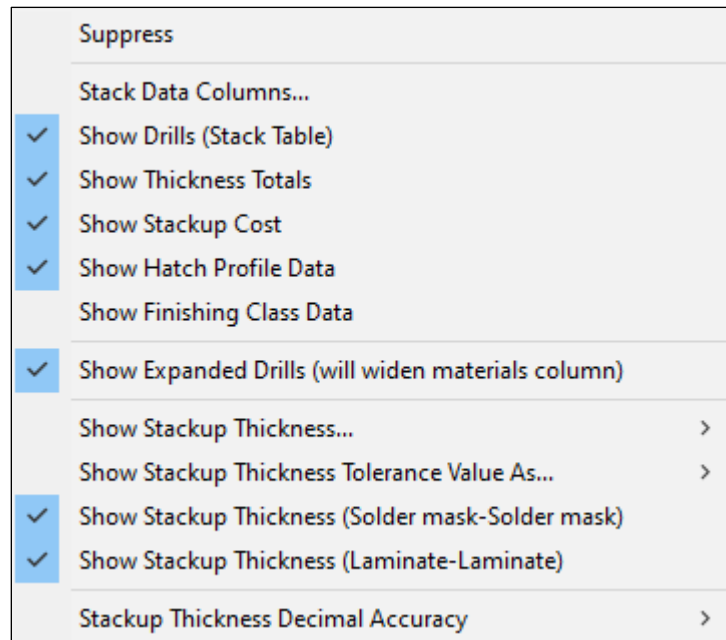 Suppress
Stack Data Columns...
Show Drills (Stack Table)
Show Thickness Totals
Show Stackup Cost
Show Hatch Profile Data
Show Finishing Class Data
Show Expanded Drills (will widen materials column)
Show Stackup Thickness...
Show Stackup Thickness Tolerance Value As...
Show Stackup Thickness (Solder mask-Solder mask)
Show Stackup Thickness (Laminate-Laminate)
Stackup Thickness Decimal Accuracy